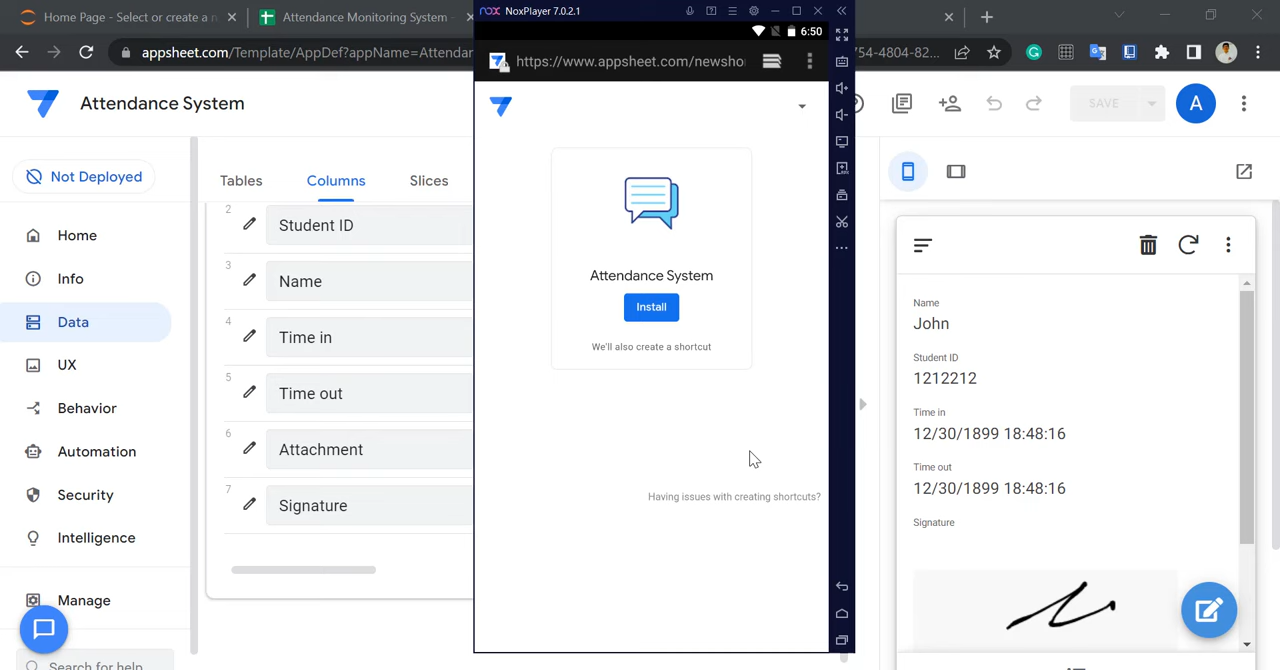 Home Page - Select or create a n
Attendance Monitoring System -
NoxPlayer 7.0.2.1
appsheet.com/Template/AppDef?appName=Attendar
754-4804-82...
6:50
https://www.appsheet.com/newsho
Attendance System
SAVE
A
Not Deployed
Home
Info
Data
UX
Behavior
Automation
Security
Intelligence
Manage
Search for help
Tables
Columns
Slices
2
Student ID
3
Name
4
Time in
5
Time out
6
Attachment
7
Signature
Attendance System
Install
We'll also create a shortcut
Having issues with creating shortcuts?
Name
John
Student ID
1212212
Time in
12/30/1899 18:48:16
Time out
12/30/1899 18:48:16
Signature